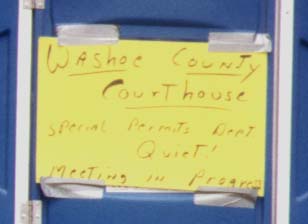 Washoe County
Courthouse
Special Permits Dept
Quiet!
Meeting in Progress